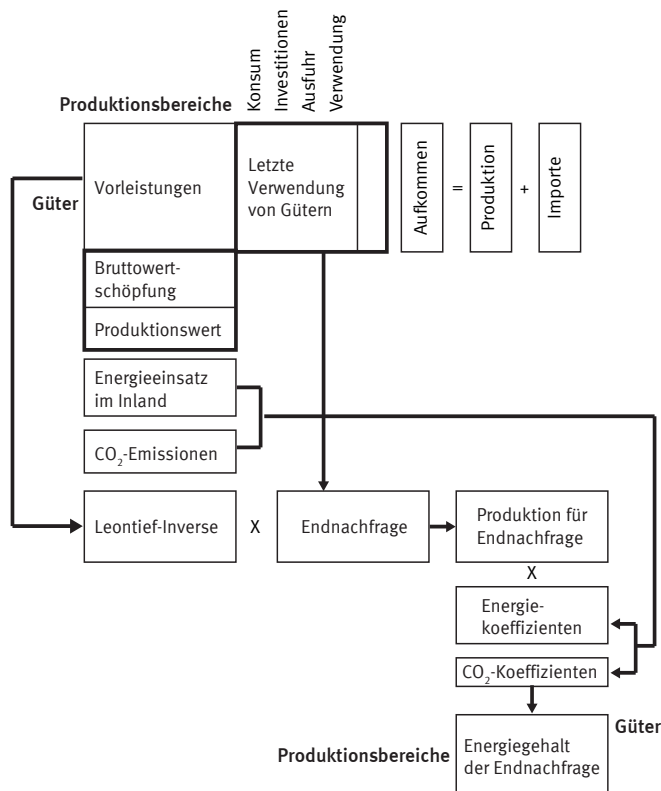 Konsum
Investitionen
Ausfuhr
Verwendung
Produktionsbereiche
Güter
Vorleistungen
Letzte
Verwendung
von Gütern
Aufkommen
=
Produktion
+
Importe
Bruttowert-
schöpfung
Produktionswert
Energieeinsatz
im Inland
CO₂-Emissionen
Leontief-Inverse
X
Endnachfrage
Produktion für
Endnachfrage
X
Energie-
koeffizienten
CO₂-Koeffizienten
Güter
Produktionsbereiche
Energiegehalt
der Endnachfrage